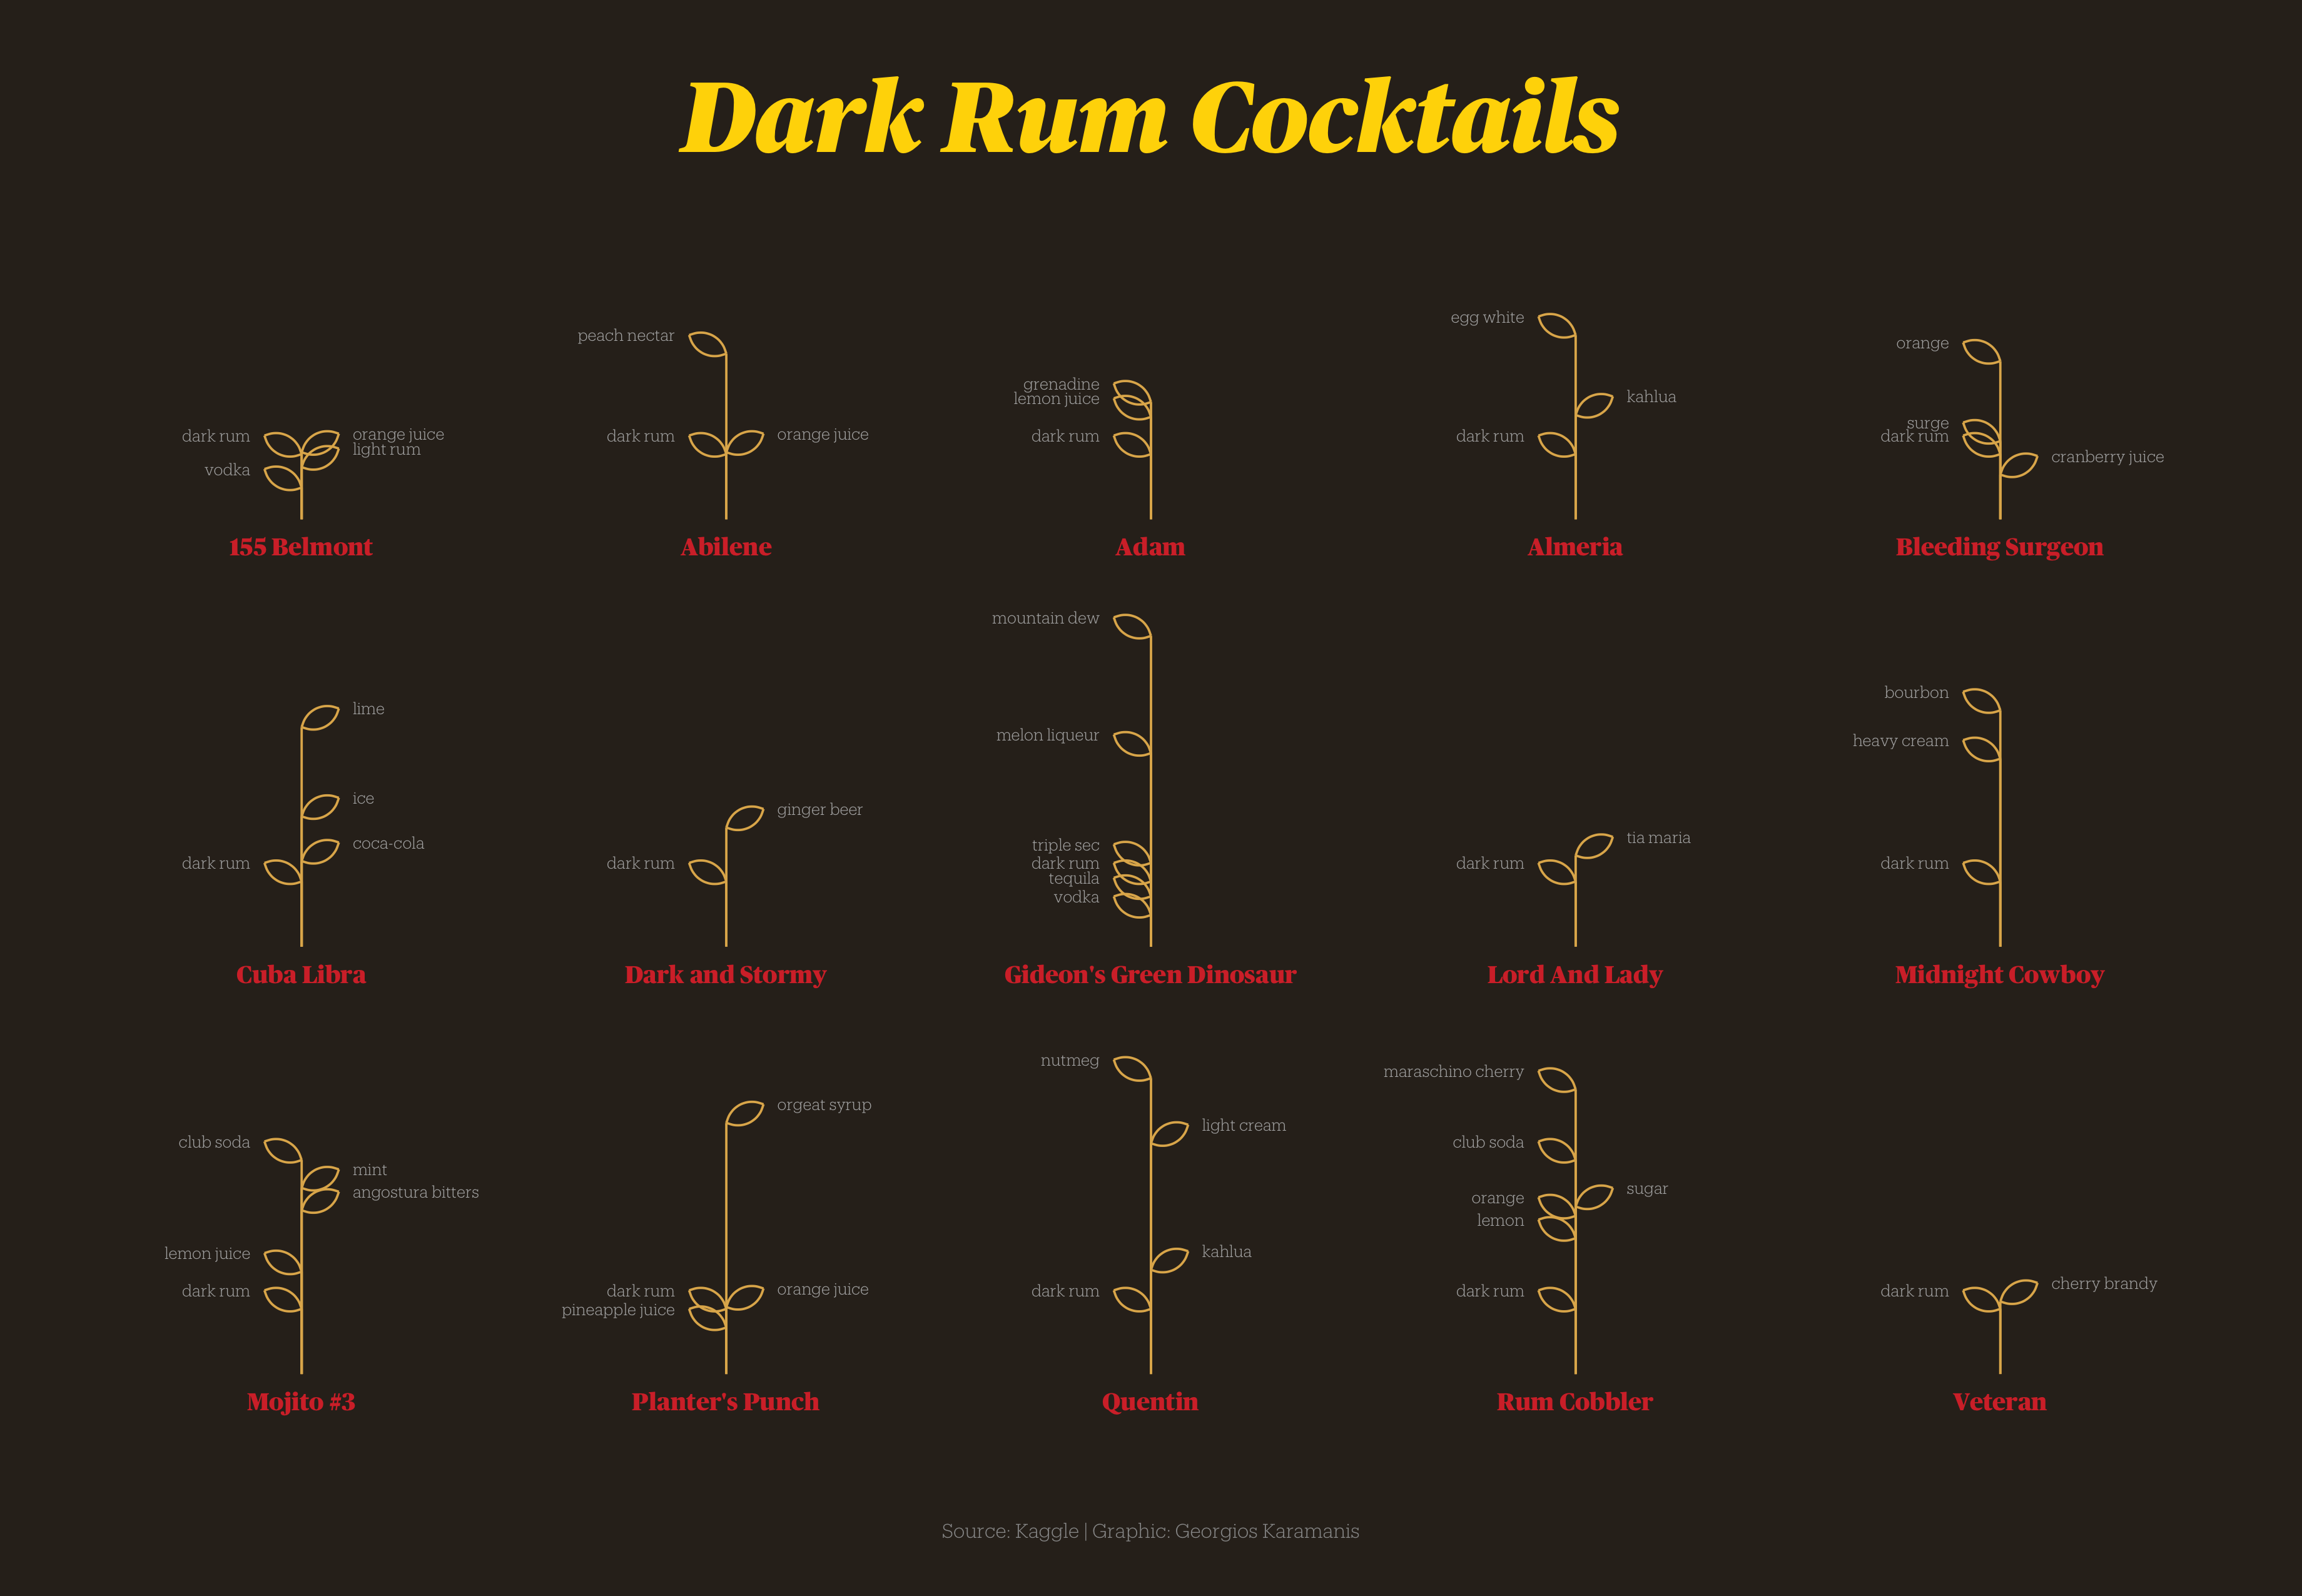 Dark Rum Cocktails
dark rum
vodka
orange juice
light rum
155 Belmont
peach nectar
dark rum
orange juice
Abilene
grenadine
lemon juice
dark rum
Adam
egg white
kahlua
dark rum
Almeria
orange
surge
dark rum
cranberry juice
Bleeding Surgeon
lime
ice
coca-cola
dark rum
Cuba Libra
ginger beer
dark rum
Dark and Stormy
mountain dew
melon liqueur
triple sec
dark rum
tequila
vodka
Gideon's Green Dinosaur
tia maria
dark rum
Lord And Lady
bourbon
heavy cream
dark rum
Midnight Cowboy
club soda
mint
angostura bitters
lemon juice
dark rum
Mojito #3
orgeat syrup
dark rum
orange juice
pineapple juice
Planter's Punch
nutmeg
light cream
kahlua
dark rum
Quentin
maraschino cherry
club soda
sugar
orange
lemon
dark rum
Rum Cobbler
cherry brandy
dark rum
Veteran
Source: Kaggle | Graphic: Georgios Karamanis